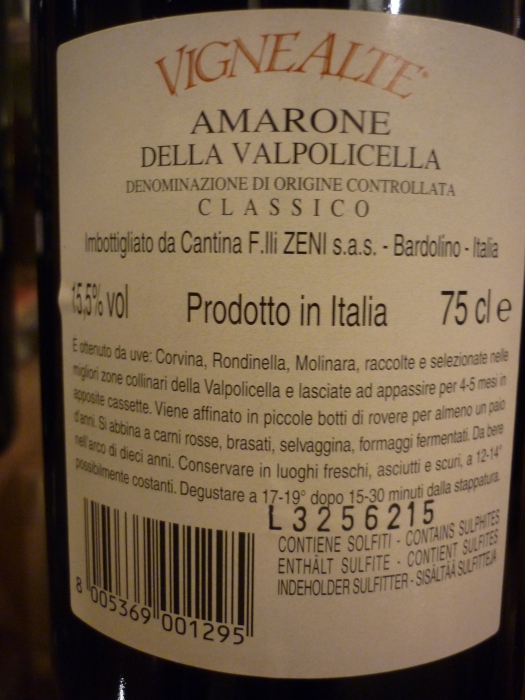 VIGNEALTE®
AMARONE
DELLA VALPOLICELLA
DENOMINAZIONE DI ORIGINE CONTROLLATA
CLASSICO
Imbottigliato da Cantina F.lli ZENI s.a.s. - Bardolino - Italia
15,5% vol Prodotto in Italia 75 cl e
È ottenuto da uve: Corvina, Rondinella, Molinara, raccolte e selezionate nelle
migliori zone collinari della Valpolicella e lasciate ad appassire per 4-5 mesi in
apposite cassette. Viene affinato in piccole botti di rovere per almeno un paio
d'anni. Si abbina a carni rosse, brasati, selvaggina, formaggi fermentati. Da bere
nell'arco di dieci anni. Conservare in luoghi freschi, asciutti e scuri, a 12-14°
possibilmente costanti. Degustare a 17-19° dopo 15-30 minuti dalla stappatura.
L3256215
CONTIENE SOLFITI - CONTAINS SULPHITES
ENTHÄLT SULFITE - CONTIENT SULFITES
INDEHOLDER SULFITTER - SISÄLTÄÄ SULFIITTEJA
8 005369 001295